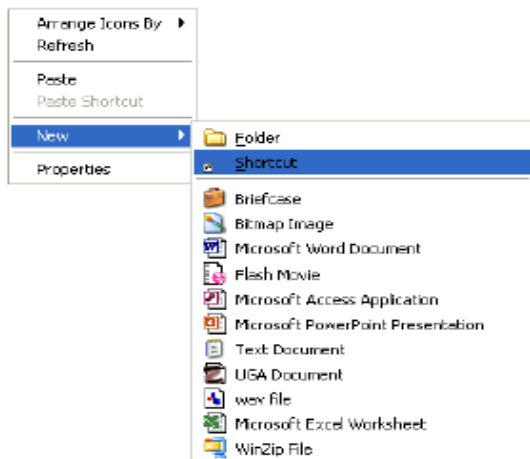 Arrange Icons By
Refresh
Paste
Paste Shortcut
New
Properties
Folder
Shortcut
Briefcase
Bitmap Image
Microsoft Word Document
Flash Movie
Microsoft Access Application
Microsoft PowerPoint Presentation
Text Document
UGA Document
wav file
Microsoft Excel Worksheet
WinZip File